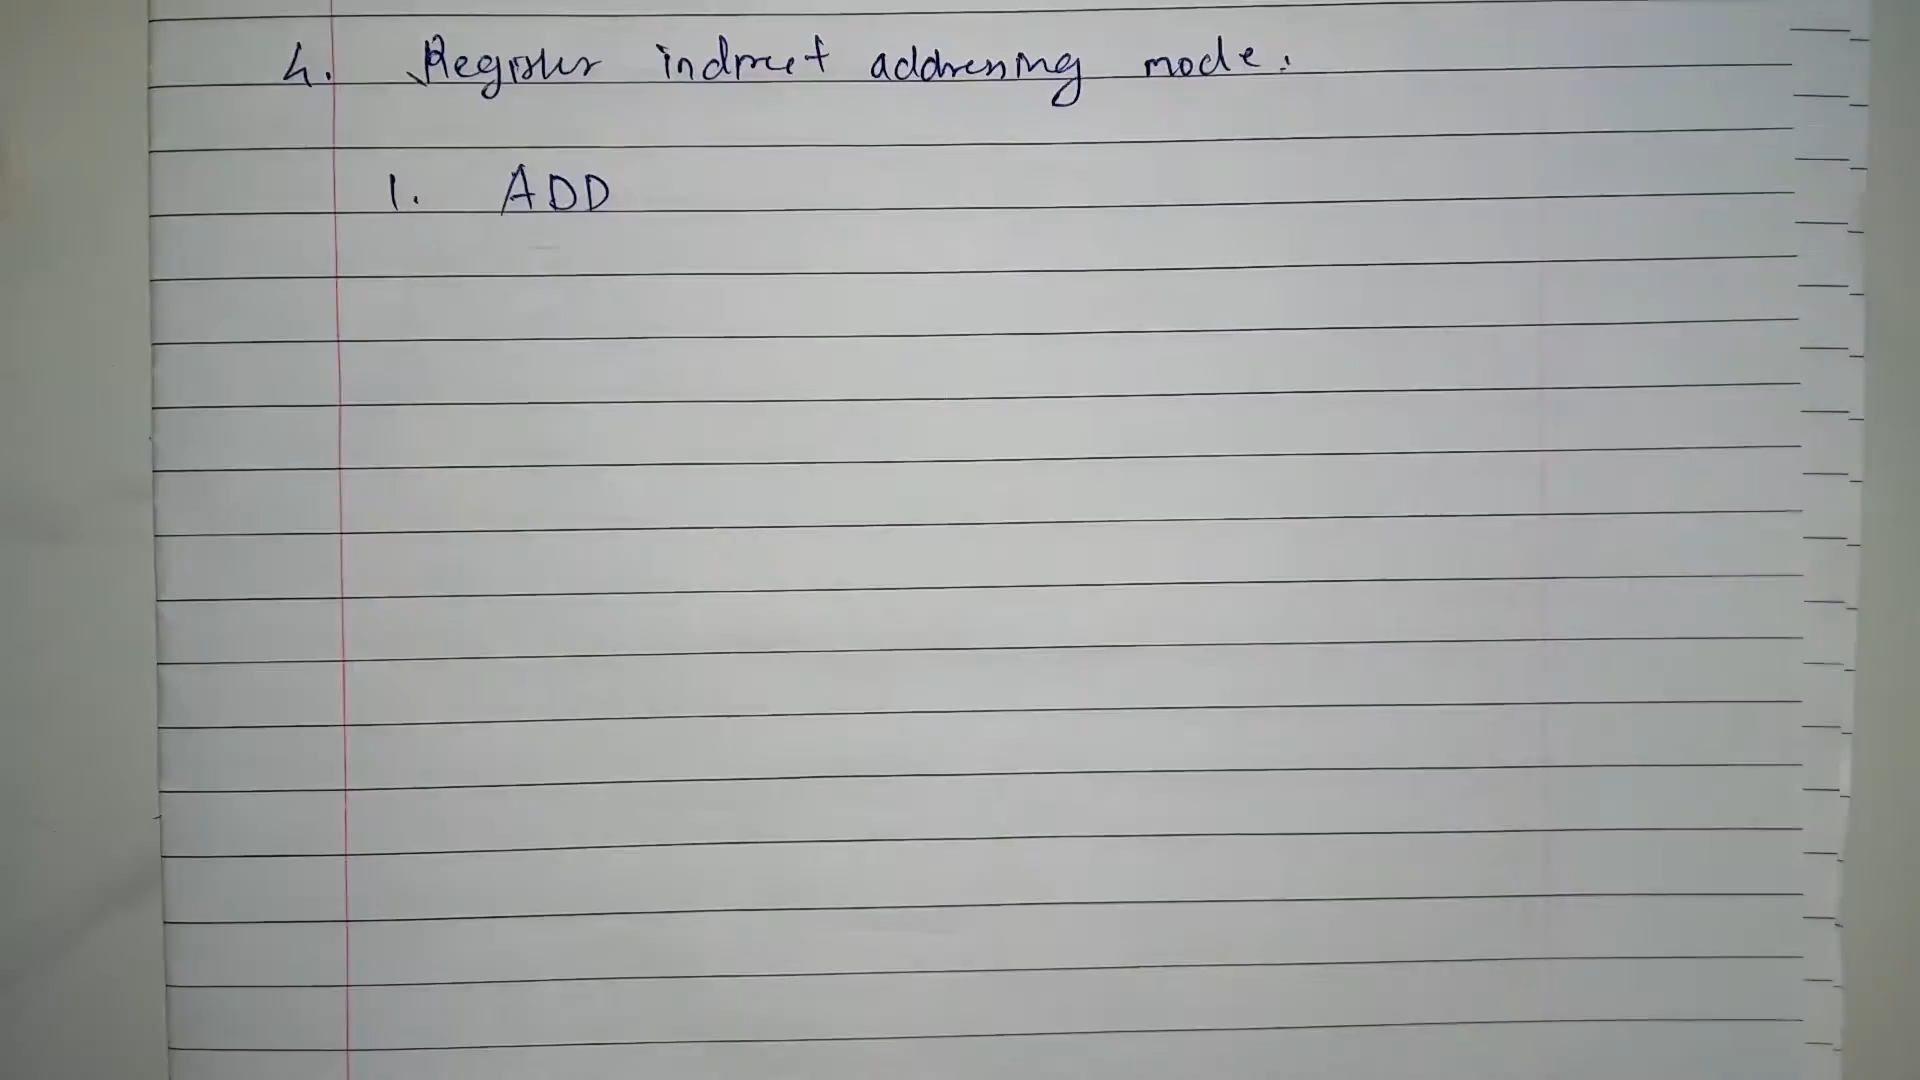 4. Register indirect addressing mode.
1. ADD